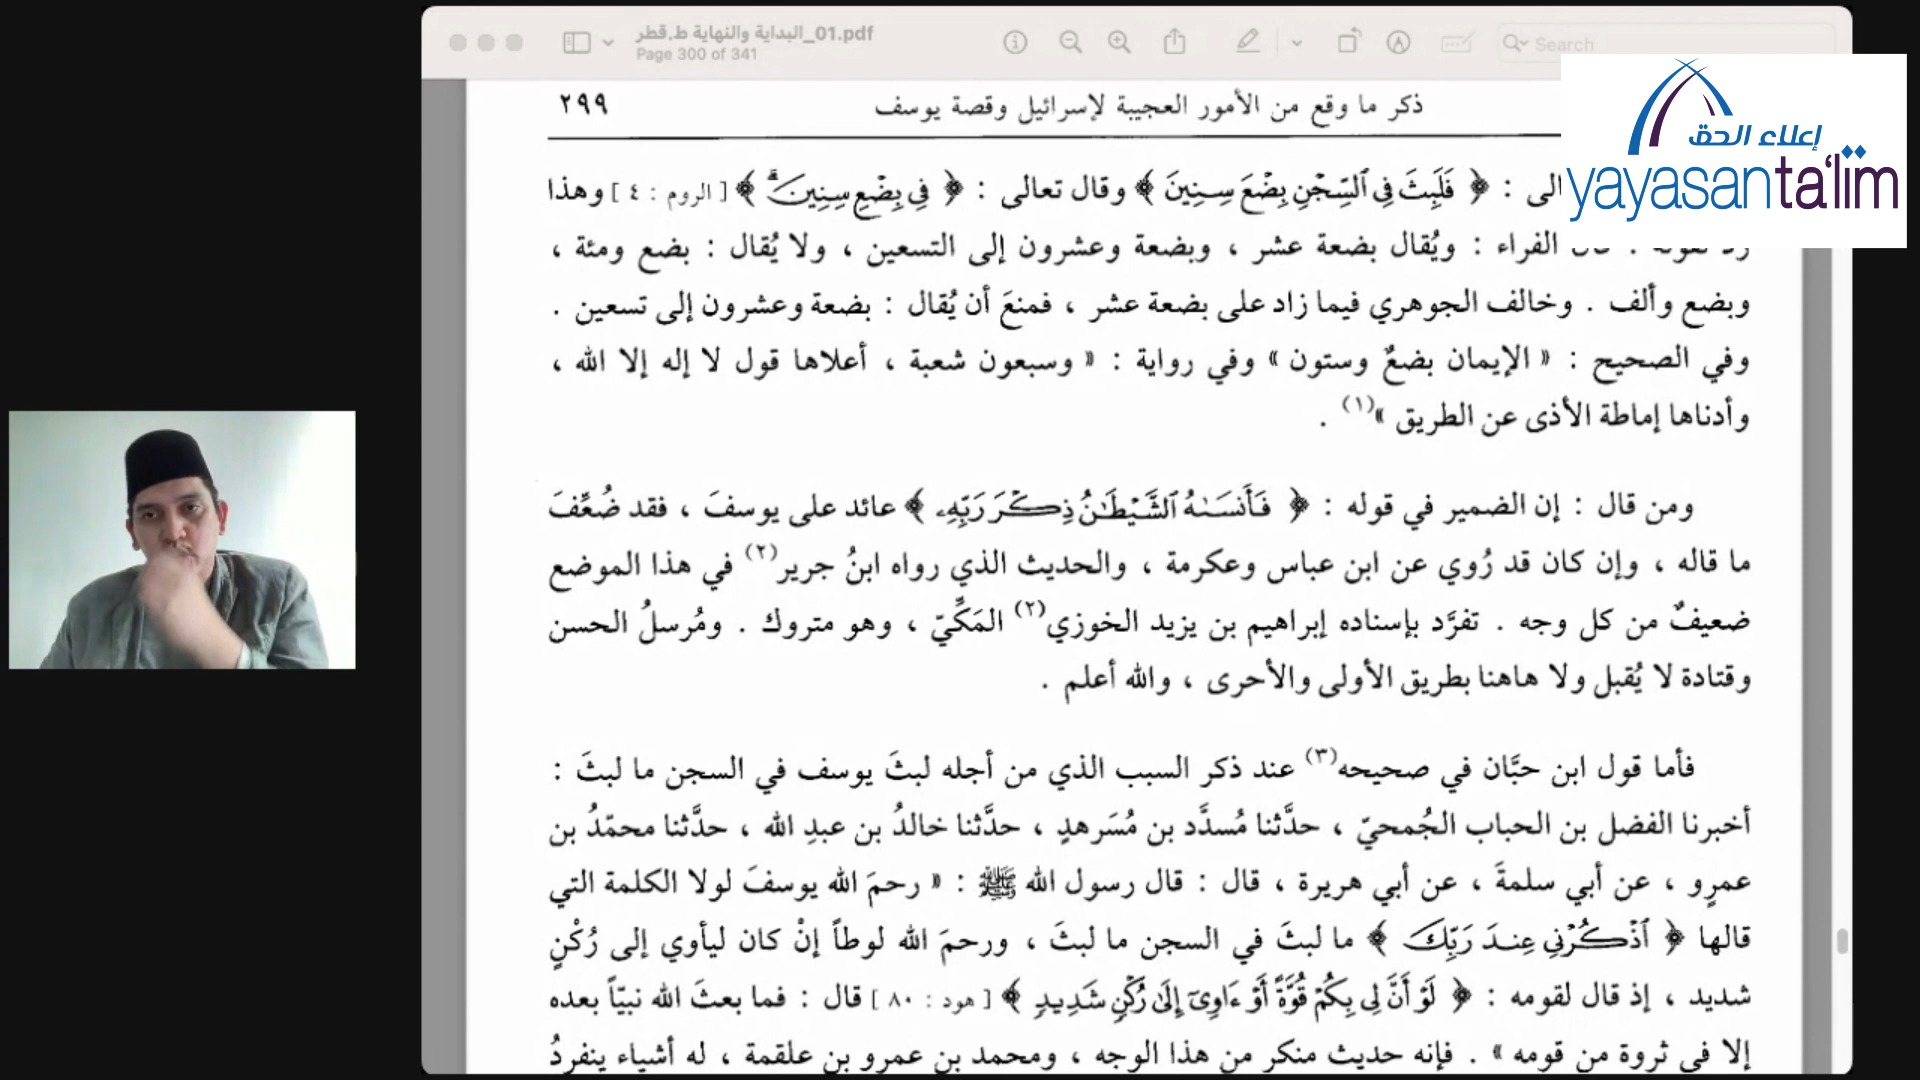 البداية والنهاية ط.قطر_01.pdf
Page 300 of 341
Search
إعلاء الحق
yayasanta'lim
ذكر ما وقع من الأمور العجيبة لإسرائيل وقصة يوسف ٢٩٩
: ﴿ فَلَبِثَ فِي ٱلسِّجْنِ بِضْعَ سِنِينَ ﴾ وقال تعالى : ﴿ فِي بِضْعِ سِنِينَ ﴾ [ الروم : ٤ ] وهذا
الفراء : ويُقال بضعة عشر ، وبضعة وعشرون إلى التسعين ، ولا يُقال : بضع ومئة ،
وبضع وألف . وخالف الجوهري فيما زاد على بضعة عشر ، فمنعَ أن يُقال : بضعة وعشرون إلى تسعين .
وفي الصحيح : « الإيمان بضعٌ وستون » وفي رواية : « وسبعون شعبة ، أعلاها قول لا إله إلا الله ،
وأدناها إماطة الأذى عن الطريق »(١) .
ومن قال : إن الضمير في قوله : ﴿ فَأَنسَىٰهُ ٱلشَّيْطَٰنُ ذِكْرَ رَبِّهِۦ ﴾ عائد على يوسفَ ، فقد ضُعِّفَ
ما قاله ، وإن كان قد رُوي عن ابن عباس وعكرمة ، والحديث الذي رواه ابنُ جرير(٢) في هذا الموضع
ضعيفٌ من كل وجه . تفرَّد بإسناده إبراهيم بن يزيد الخوزي(٢) المَكِّيّ ، وهو متروك . ومُرسلُ الحسن
وقتادة لا يُقبل ولا هاهنا بطريق الأولى والأحرى ، والله أعلم .
فأما قول ابن حبَّان في صحيحه(٣) عند ذكر السبب الذي من أجله لبثَ يوسف في السجن ما لبثَ :
أخبرنا الفضل بن الحباب الجُمحيّ ، حدَّثنا مُسدَّد بن مُسَرهدٍ ، حدَّثنا خالدُ بن عبدِ الله ، حدَّثنا محمّدُ بن
عمرٍو ، عن أبي سلمةَ ، عن أبي هريرة ، قال : قال رسول الله ﷺ : « رحمَ الله يوسفَ لولا الكلمة التي
قالها ﴿ ٱذْكُرْنِي عِندَ رَبِّكَ ﴾ ما لبثَ في السجن ما لبثَ ، ورحمَ الله لوطاً إنْ كان ليأوي إلى رُكْنٍ
شديد ، إذ قال لقومه : ﴿ لَوْ أَنَّ لِي بِكُمْ قُوَّةً أَوْ ءَاوِيٓ إِلَىٰ رُكْنٍ شَدِيدٍ ﴾ [ هود : ٨٠ ] قال : فما بعثَ الله نبيّاً بعده
إلا في ثروة من قومه » . فإنه حديث منكر من هذا الوجه ، ومحمد بن عمرو بن علقمة ، له أشياء ينفردُ